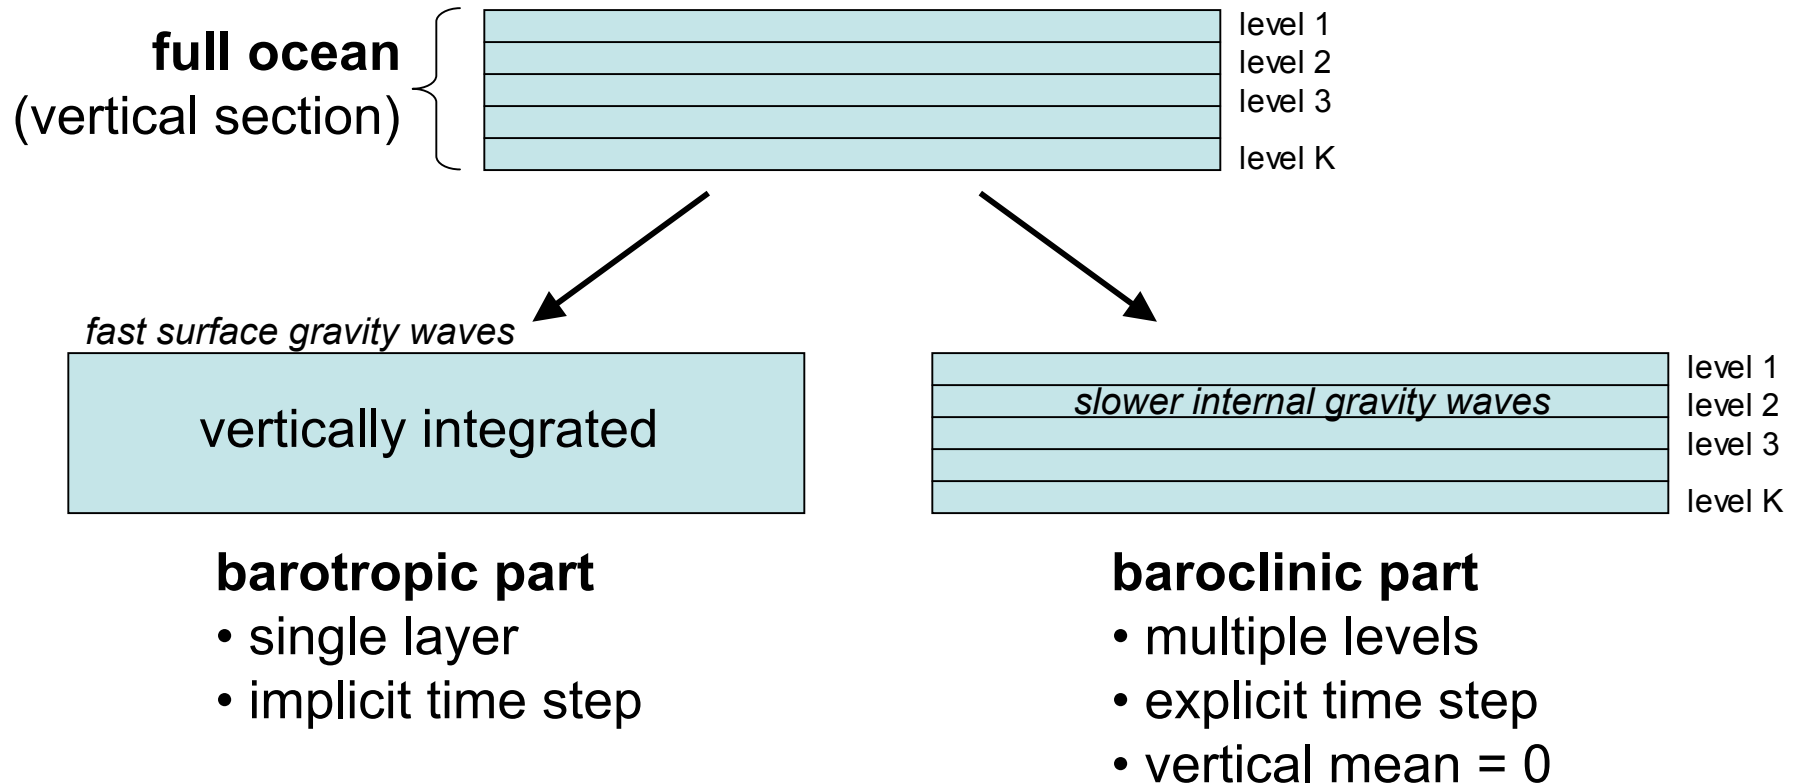 full ocean
(vertical section)
level 1
level 2
level 3
level K
fast surface gravity waves
vertically integrated
barotropic part
• single layer
• implicit time step
slower internal gravity waves
level 1
level 2
level 3
level K
baroclinic part
• multiple levels
• explicit time step
• vertical mean = 0